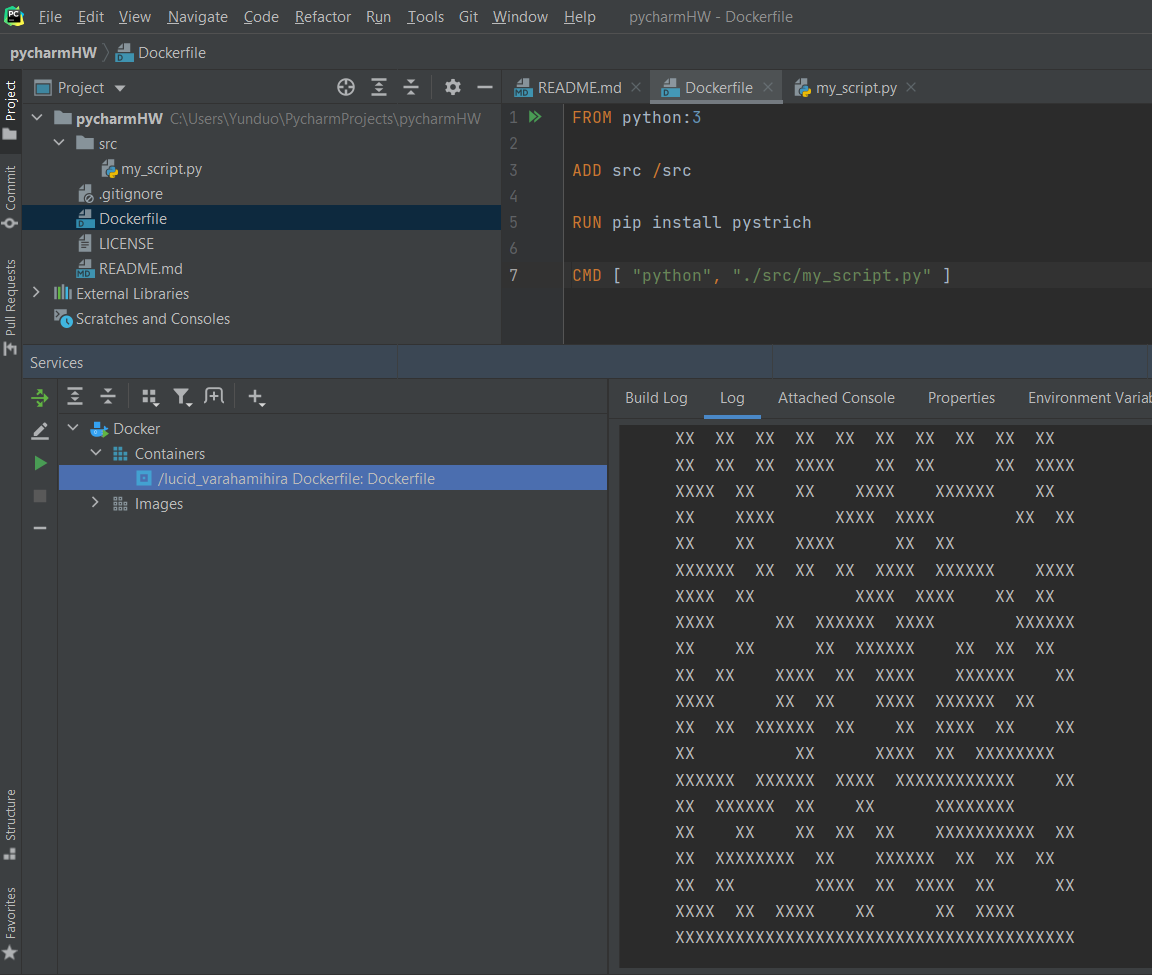 PC File Edit View Navigate Code Refactor Run Tools Git Window Help pycharmHW - Dockerfile
pycharmHW Dockerfile
Project
README.md Dockerfile my_script.py
pycharmHW C:\Users\Yunduo\PycharmProjects\pycharmHW
src
my_script.py
.gitignore
Dockerfile
LICENSE
README.md
External Libraries
Scratches and Consoles
1 FROM python:3
2
3 ADD src /src
4
5 RUN pip install pystrich
6
7 CMD [ "python", "./src/my_script.py" ]
Project
Commit
Pull Requests
Structure
Favorites
Services
Docker
Containers
/lucid_varahamihira Dockerfile: Dockerfile
Images
Build Log Log Attached Console Properties Environment Variab
XX  XX  XX  XX  XX  XX  XX  XX  XX  XX
XX  XX  XX  XXXX    XX  XX      XX  XXXX
XXXX  XX    XX    XXXX    XXXXXX    XX
XX    XXXX      XXXX  XXXX        XX  XX
XX    XX    XXXX      XX  XX
XXXXXX  XX  XX  XX  XXXX  XXXXXX    XXXX
XXXX  XX          XXXX  XXXX    XX  XX
XXXX      XX  XXXXXX  XXXX        XXXXXX
XX    XX      XX  XXXXXX    XX  XX  XX
XX  XX    XXXX  XX  XXXX    XXXXXX    XX
XXXX      XX  XX    XXXX  XXXXXX  XX
XX  XX  XXXXXX  XX    XX  XXXX  XX    XX
XX          XX      XXXX  XX  XXXXXXXX
XXXXXX  XXXXXX  XXXX  XXXXXXXXXXXX    XX
XX  XXXXXX  XX    XX      XXXXXXXX
XX    XX    XX  XX  XX    XXXXXXXXXX  XX
XX  XXXXXXXX  XX    XXXXXX  XX  XX  XX
XX  XX        XXXX  XX  XXXX  XX      XX
XXXX  XX  XXXX    XX      XX  XXXX
XXXXXXXXXXXXXXXXXXXXXXXXXXXXXXXXXXXXXXXX